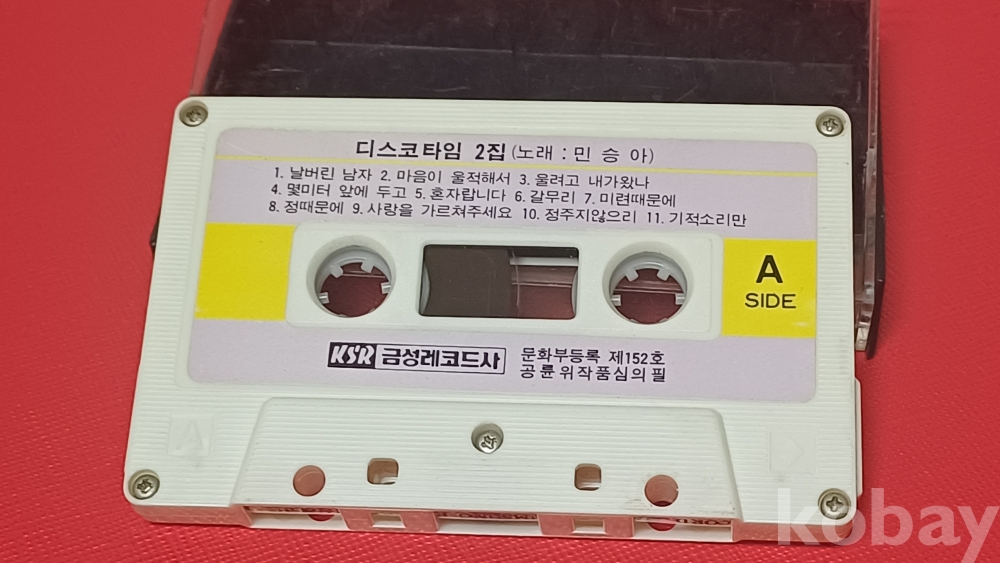 디스코타임 2집 (노래 : 민 승 아)
1. 날버린 남자 2. 마음이 울적해서 3. 울려고 내가왔나
4. 몇미터 앞에 두고 5. 혼자랍니다 6. 갈무리 7. 미련때문에
8. 정때문에 9. 사랑을 가르쳐주세요 10. 정주지않으리 11. 기적소리만
A
SIDE
KSR 금성레코드사
문화부등록 제152호
공륜위작품심의필
kobay